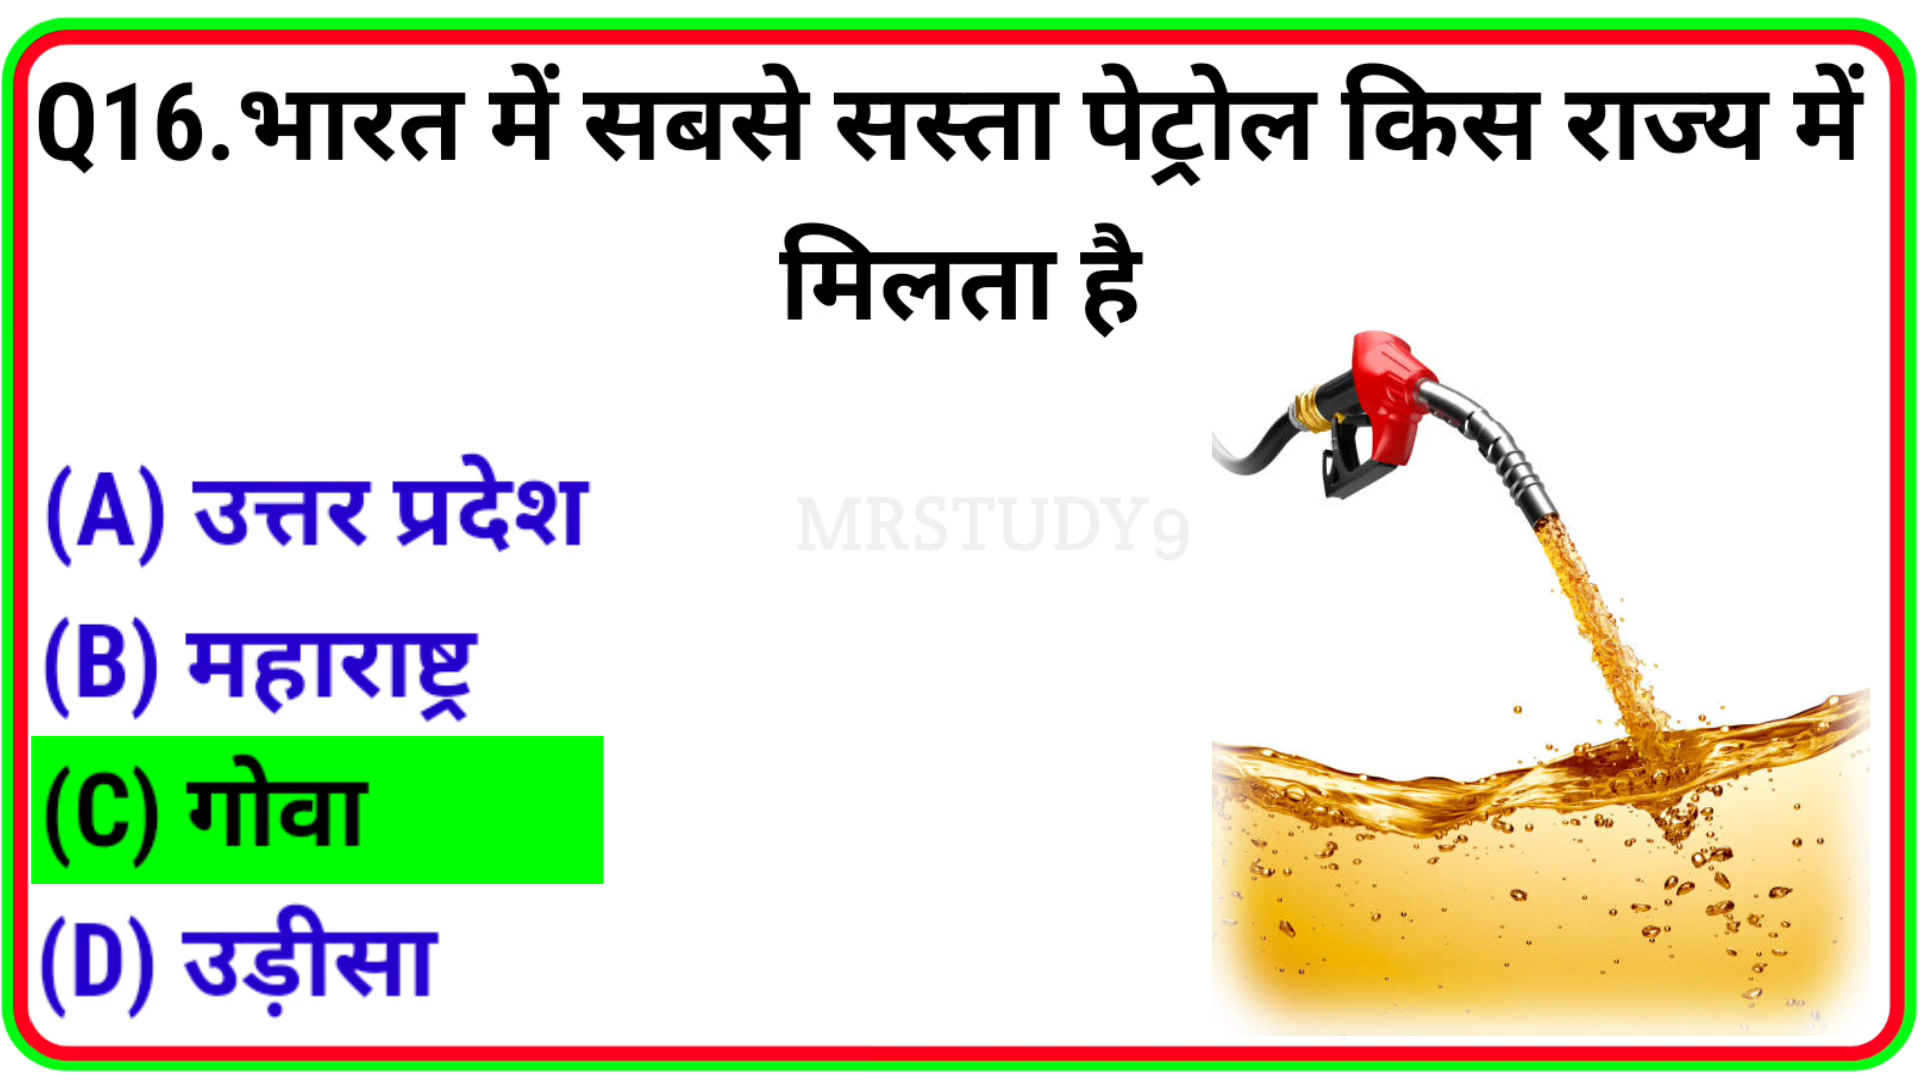 Q16.भारत में सबसे सस्ता पेट्रोल किस राज्य में
मिलता है
(A) उत्तर प्रदेश
MRSTUDY9
(B) महाराष्ट्र
(C) गोवा
(D) उड़ीसा